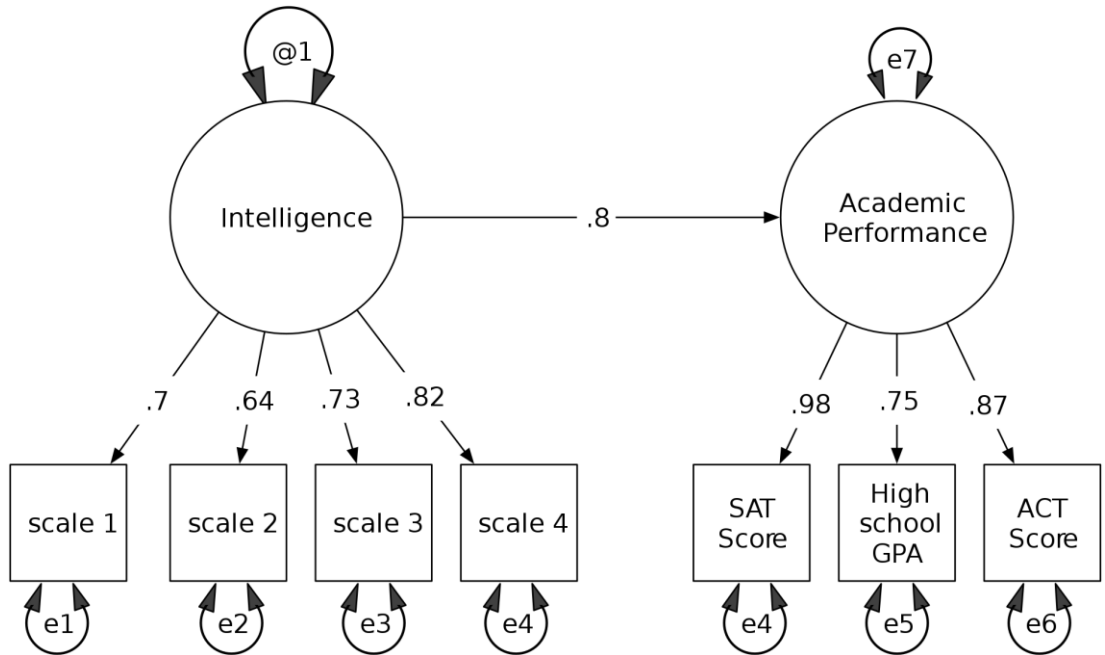 @1
e7
Intelligence
.8
Academic
Performance
.7
.64
.73
.82
.98
.75
.87
scale 1
scale 2
scale 3
scale 4
SAT
Score
High
school
GPA
ACT
Score
e1
e2
e3
e4
e4
e5
e6